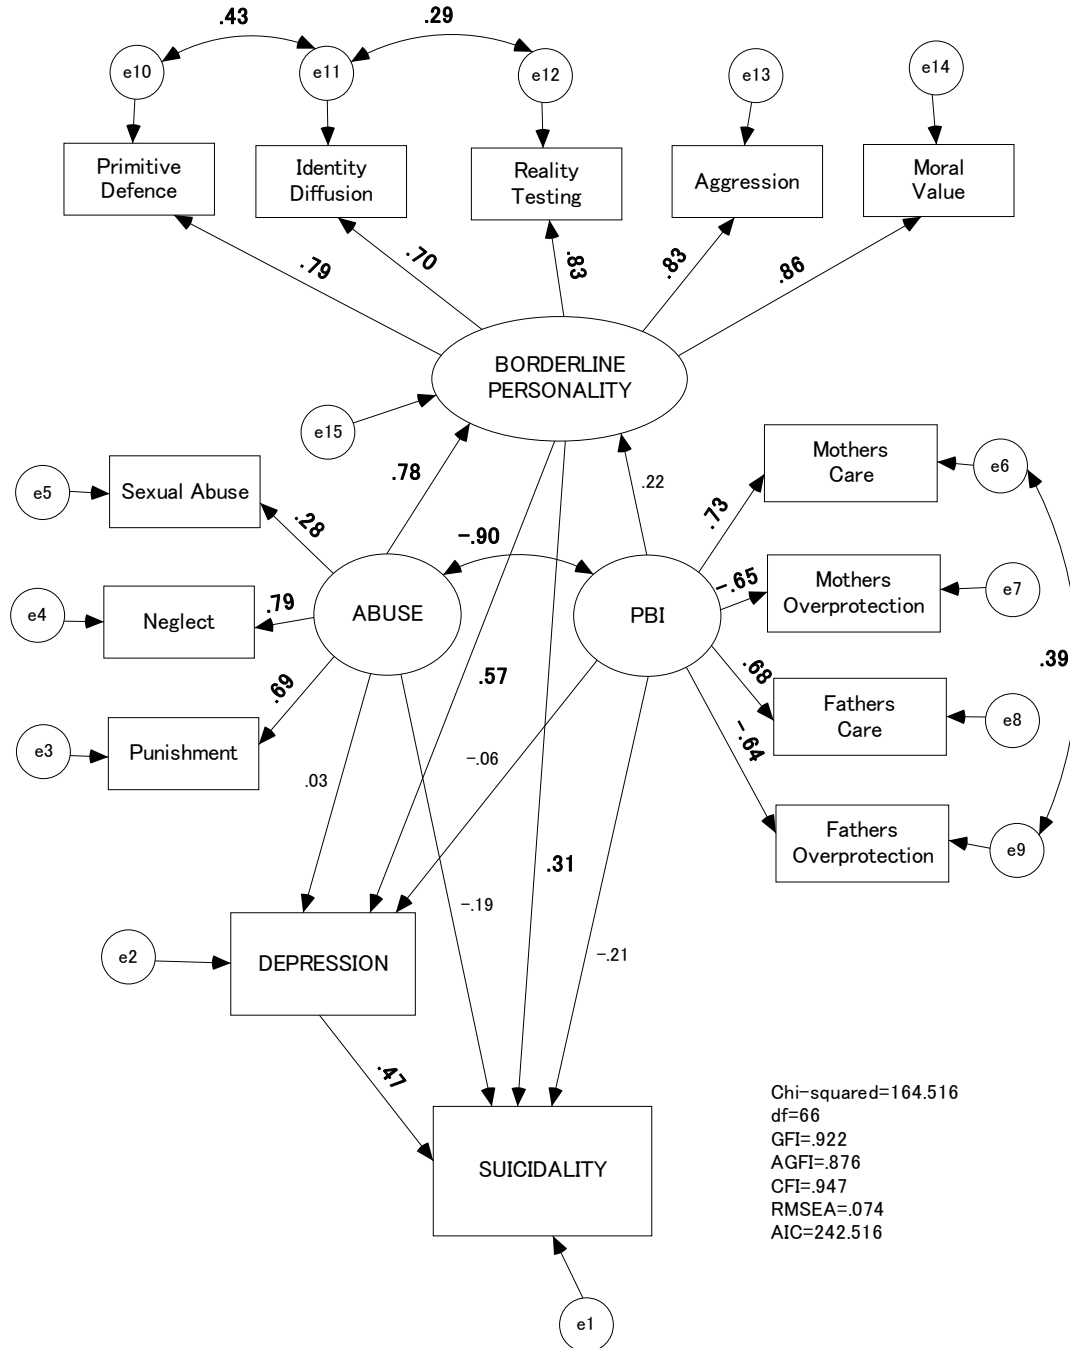 .43
.29
e10
e11
e12
e13
e14
Primitive
Defence
Identity
Diffusion
Reality
Testing
Aggression
Moral
Value
.79
.70
.83
.83
.86
BORDERLINE
PERSONALITY
e15
.78
.22
Mothers
Care
e6
e5
Sexual Abuse
.28
.73
-.90
-.65
Mothers
Overprotection
e7
e4
Neglect
.79
ABUSE
PBI
.39
.57
.68
.69
Fathers
Care
e8
e3
Punishment
-.64
-.06
.03
Fathers
Overprotection
e9
.31
-.19
-.21
e2
DEPRESSION
.47
SUICIDALITY
Chi-squared=164.516
df=66
GFI=.922
AGFI=.876
CFI=.947
RMSEA=.074
AIC=242.516
e1